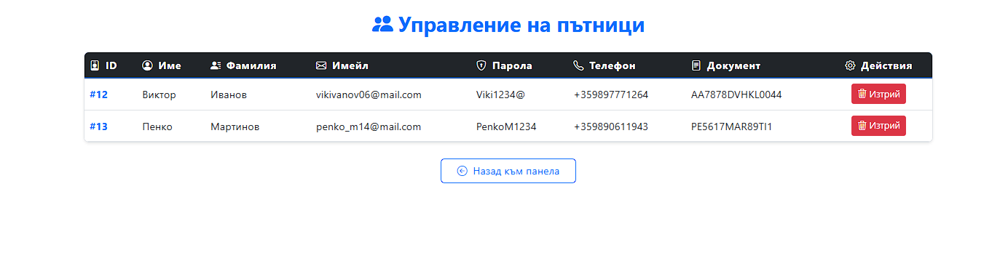 Управление на пътници
ID Име Фамилия Имейл Парола Телефон Документ Действия
#12 Виктор Иванов vikivanov06@mail.com Viki1234@ +359897771264 AA7878DVHKL0044 Изтрий
#13 Пенко Мартинов penko_m14@mail.com PenkoM1234 +359890611943 PE5617MAR89TI1 Изтрий
Назад към панела